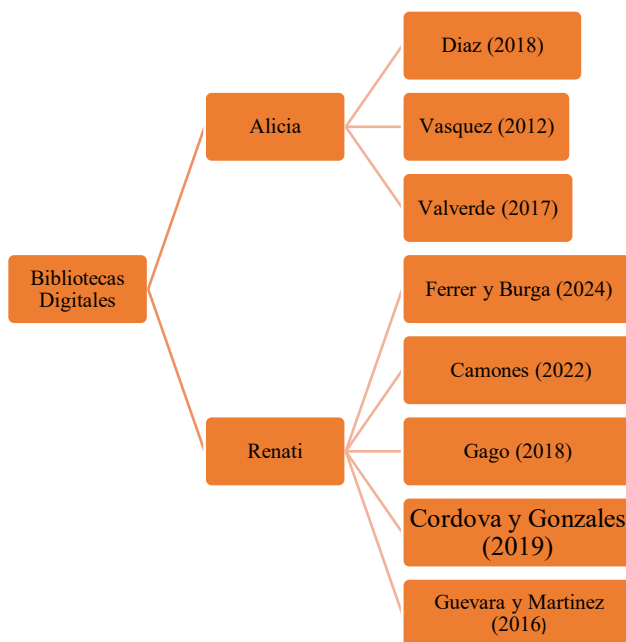 Bibliotecas
Digitales
Alicia
Diaz (2018)
Vasquez (2012)
Valverde (2017)
Renati
Ferrer y Burga (2024)
Camones (2022)
Gago (2018)
Cordova y Gonzales
(2019)
Guevara y Martinez
(2016)